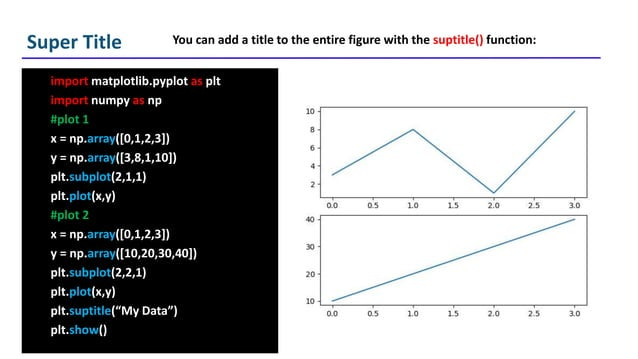 Super Title
You can add a title to the entire figure with the suptitle() function:
import matplotlib.pyplot as plt
import numpy as np
#plot 1
x = np.array([0,1,2,3])
y = np.array([3,8,1,10])
plt.subplot(2,1,1)
plt.plot(x,y)
#plot 2
x = np.array([0,1,2,3])
y = np.array([10,20,30,40])
plt.subplot(2,2,1)
plt.plot(x,y)
plt.suptitle(“My Data”)
plt.show()
10
8
6
4
2
0.0 0.5 1.0 1.5 2.0 2.5 3.0
40
30
20
10
0.0 0.5 1.0 1.5 2.0 2.5 3.0